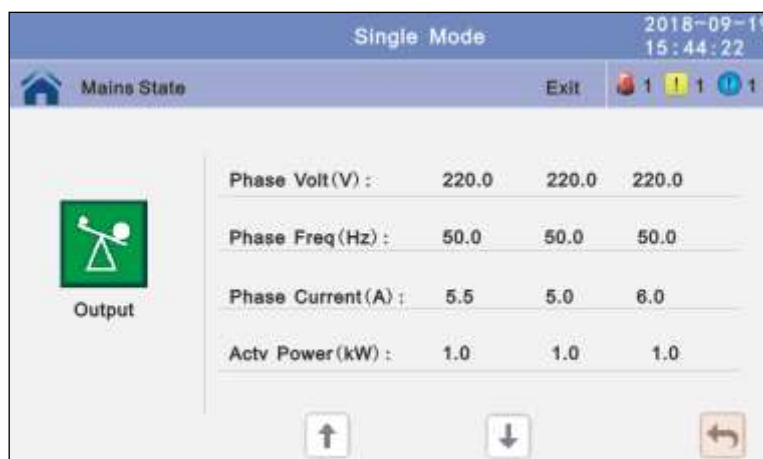 Single Mode
2018-09-19
15:44:22
Mains State
Exit
1
1
1
Phase Volt(V): 220.0 220.0 220.0
Phase Freq(Hz): 50.0 50.0 50.0
Phase Current(A): 5.5 5.0 6.0
Actv Power(kW): 1.0 1.0 1.0
Output